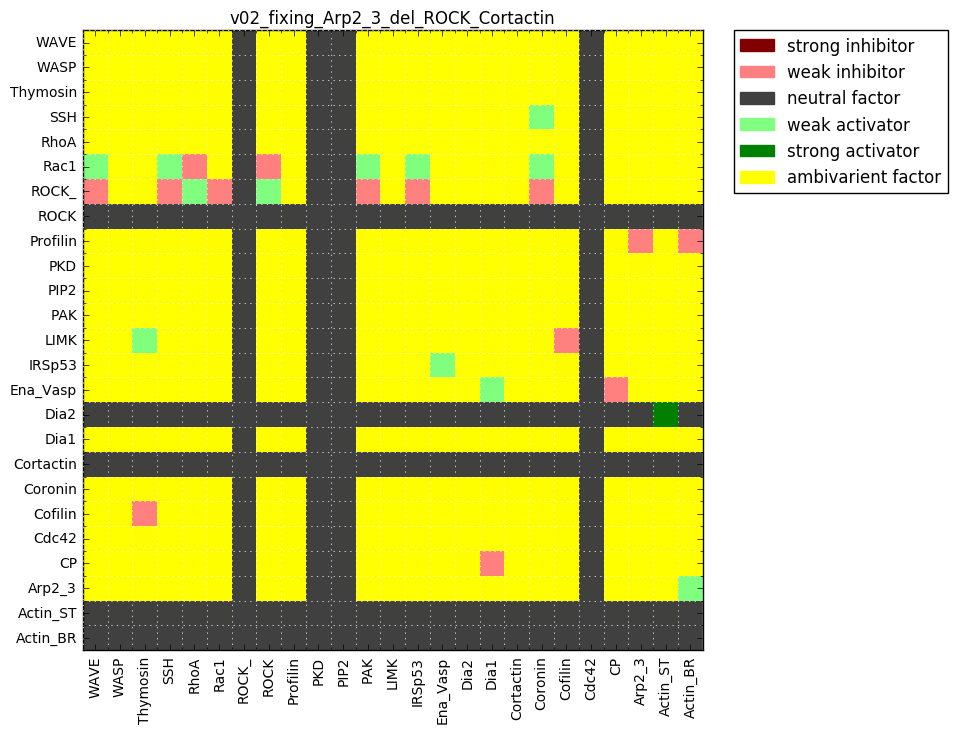 v02_fixing_Arp2_3_del_ROCK_Cortactin
WAVE
WASP
Thymosin
SSH
RhoA
Rac1
ROCK_
ROCK
Profilin
PKD
PIP2
PAK
LIMK
IRSp53
Ena_Vasp
Dia2
Dia1
Cortactin
Coronin
Cofilin
Cdc42
CP
Arp2_3
Actin_ST
Actin_BR
WAVE
WASP
Thymosin
SSH
RhoA
Rac1
ROCK_
ROCK
Profilin
PKD
PIP2
PAK
LIMK
IRSp53
Ena_Vasp
Dia2
Dia1
Cortactin
Coronin
Cofilin
Cdc42
CP
Arp2_3
Actin_ST
Actin_BR
strong inhibitor
weak inhibitor
neutral factor
weak activator
strong activator
ambivarient factor